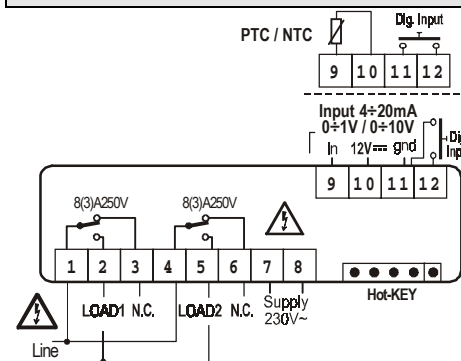 PTC / NTC
Dig. Input
9 10 11 12
Input 4÷20mA
0÷1V / 0÷10V
In 12V gnd
Dig
Inp
9 10 11 12
8(3)A250V 8(3)A250V
1 2 3 4 5 6 7 8
LOAD1 N.C. LOAD2 N.C. Supply
230V~
Hot-KEY
Line